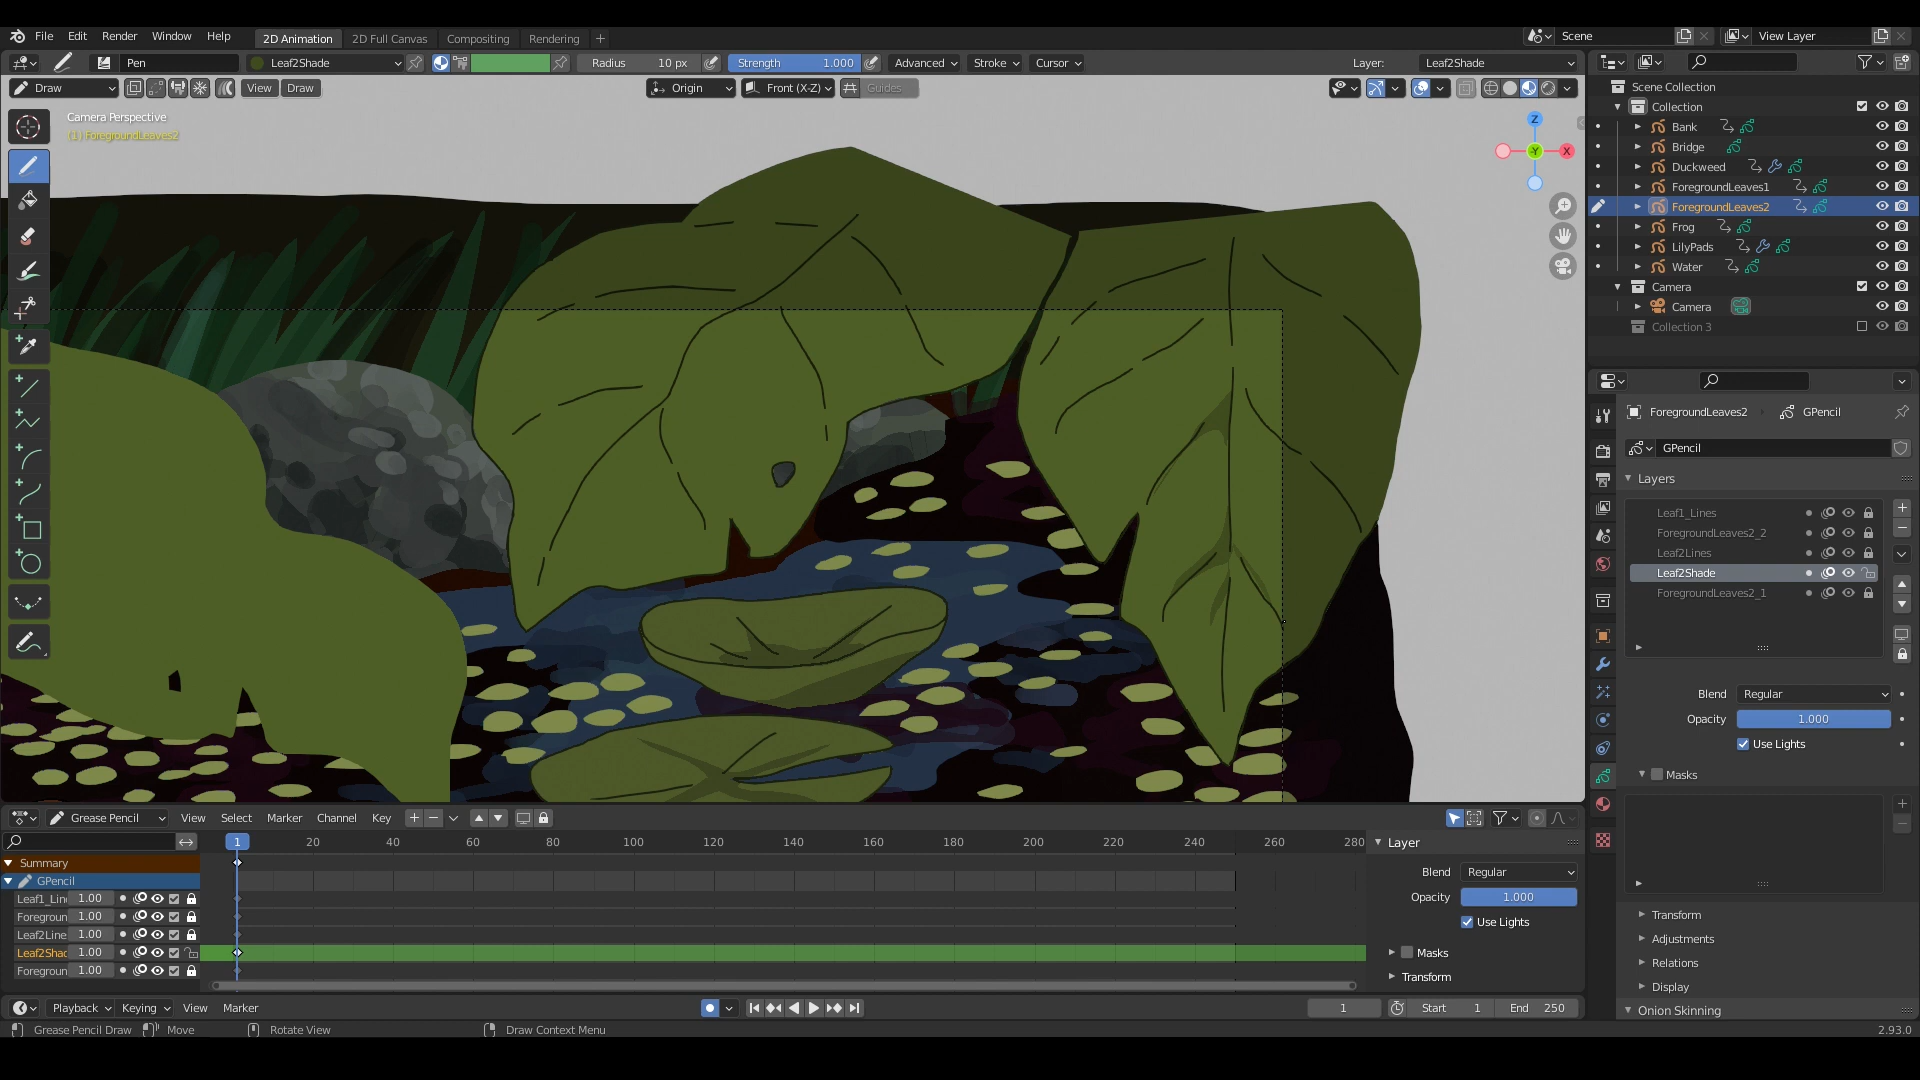 File Edit Render Window Help 2D Animation 2D Full Canvas Compositing Rendering + Scene View Layer
Pen Leaf2Shade Radius 10 px Strength 1.000 Advanced Stroke Cursor Layer: Leaf2Shade
Draw View Draw Origin Front (X-Z) Guides
Camera Perspective
(1) ForegroundLeaves2
Z
Y
X
Scene Collection
Collection
Bank
Bridge
Duckweed
ForegroundLeaves1
ForegroundLeaves2
Frog
LilyPads
Water
Camera
Camera
Collection 3
ForegroundLeaves2 GPencil
GPencil
Layers
Leaf1_Lines
ForegroundLeaves2_2
Leaf2Lines
Leaf2Shade
ForegroundLeaves2_1
Blend Regular
Opacity 1.000
Use Lights
Masks
Transform
Adjustments
Relations
Display
Onion Skinning
Grease Pencil View Select Marker Channel Key
1 20 40 60 80 100 120 140 160 180 200 220 240 260 280
Summary
GPencil
Leaf1_Lin 1.00
Foregroun 1.00
Leaf2Line 1.00
Leaf2Shac 1.00
Foregroun 1.00
Layer
Blend Regular
Opacity 1.000
Use Lights
Masks
Transform
Playback Keying View Marker 1 Start 1 End 250
Grease Pencil Draw Move Rotate View Draw Context Menu 2.93.0